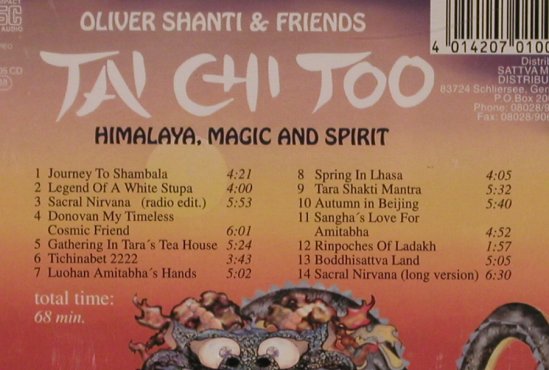 OLIVER SHANTI & FRIENDS
TAI CHI TOO
HIMALAYA, MAGIC AND SPIRIT
4 014207 0100
Distrib
SATTVA M
DISTRIBUT
83724 Schliersee, Ger
P.O.Box 20
Phone: 08028/90
Fax: 08028/90
1 Journey To Shambala 4:21
2 Legend Of A White Stupa 4:00
3 Sacral Nirvana (radio edit.) 5:53
4 Donovan My Timeless
Cosmic Friend 6:01
5 Gathering In Tara´s Tea House 5:24
6 Tichinabet 2222 3:43
7 Luohan Amitabha´s Hands 5:02
8 Spring In Lhasa 4:05
9 Tara Shakti Mantra 5:32
10 Autumn in Beijing 5:40
11 Sangha´s Love For
Amitabha 4:52
12 Rinpoches Of Ladakh 1:57
13 Boddhisattva Land 5:05
14 Sacral Nirvana (long version) 6:30
total time:
68 min.